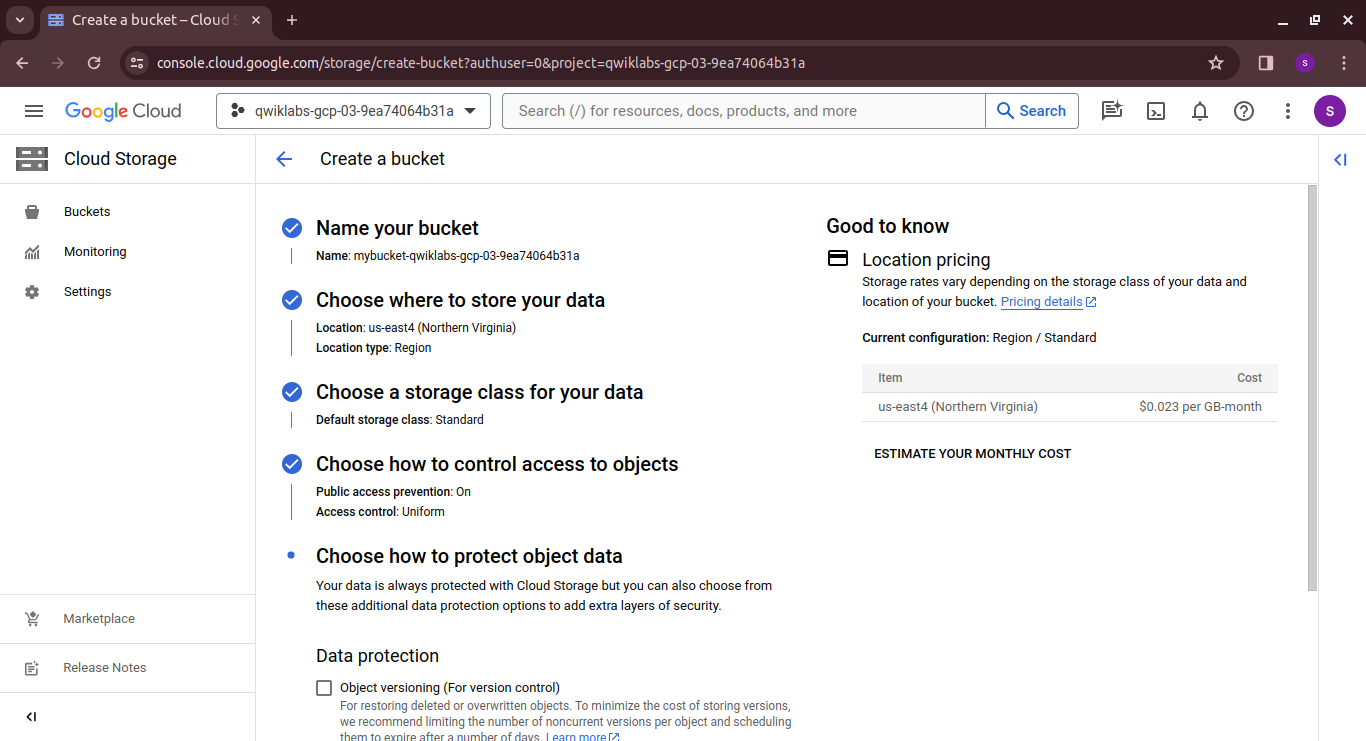 Create a bucket – Cloud S
console.cloud.google.com/storage/create-bucket?authuser=0&project=qwiklabs-gcp-03-9ea74064b31a
S
Google Cloud
qwiklabs-gcp-03-9ea74064b31a
Search (/) for resources, docs, products, and more
Search
S
Cloud Storage
Create a bucket
Buckets
Monitoring
Settings
Marketplace
Release Notes
Name your bucket
Name: mybucket-qwiklabs-gcp-03-9ea74064b31a
Choose where to store your data
Location: us-east4 (Northern Virginia)
Location type: Region
Choose a storage class for your data
Default storage class: Standard
Choose how to control access to objects
Public access prevention: On
Access control: Uniform
Choose how to protect object data
Your data is always protected with Cloud Storage but you can also choose from
these additional data protection options to add extra layers of security.
Data protection
Object versioning (For version control)
For restoring deleted or overwritten objects. To minimize the cost of storing versions,
we recommend limiting the number of noncurrent versions per object and scheduling
them to expire after a number of days. Learn more
Good to know
Location pricing
Storage rates vary depending on the storage class of your data and
location of your bucket. Pricing details
Current configuration: Region / Standard
Item Cost
us-east4 (Northern Virginia) $0.023 per GB-month
ESTIMATE YOUR MONTHLY COST